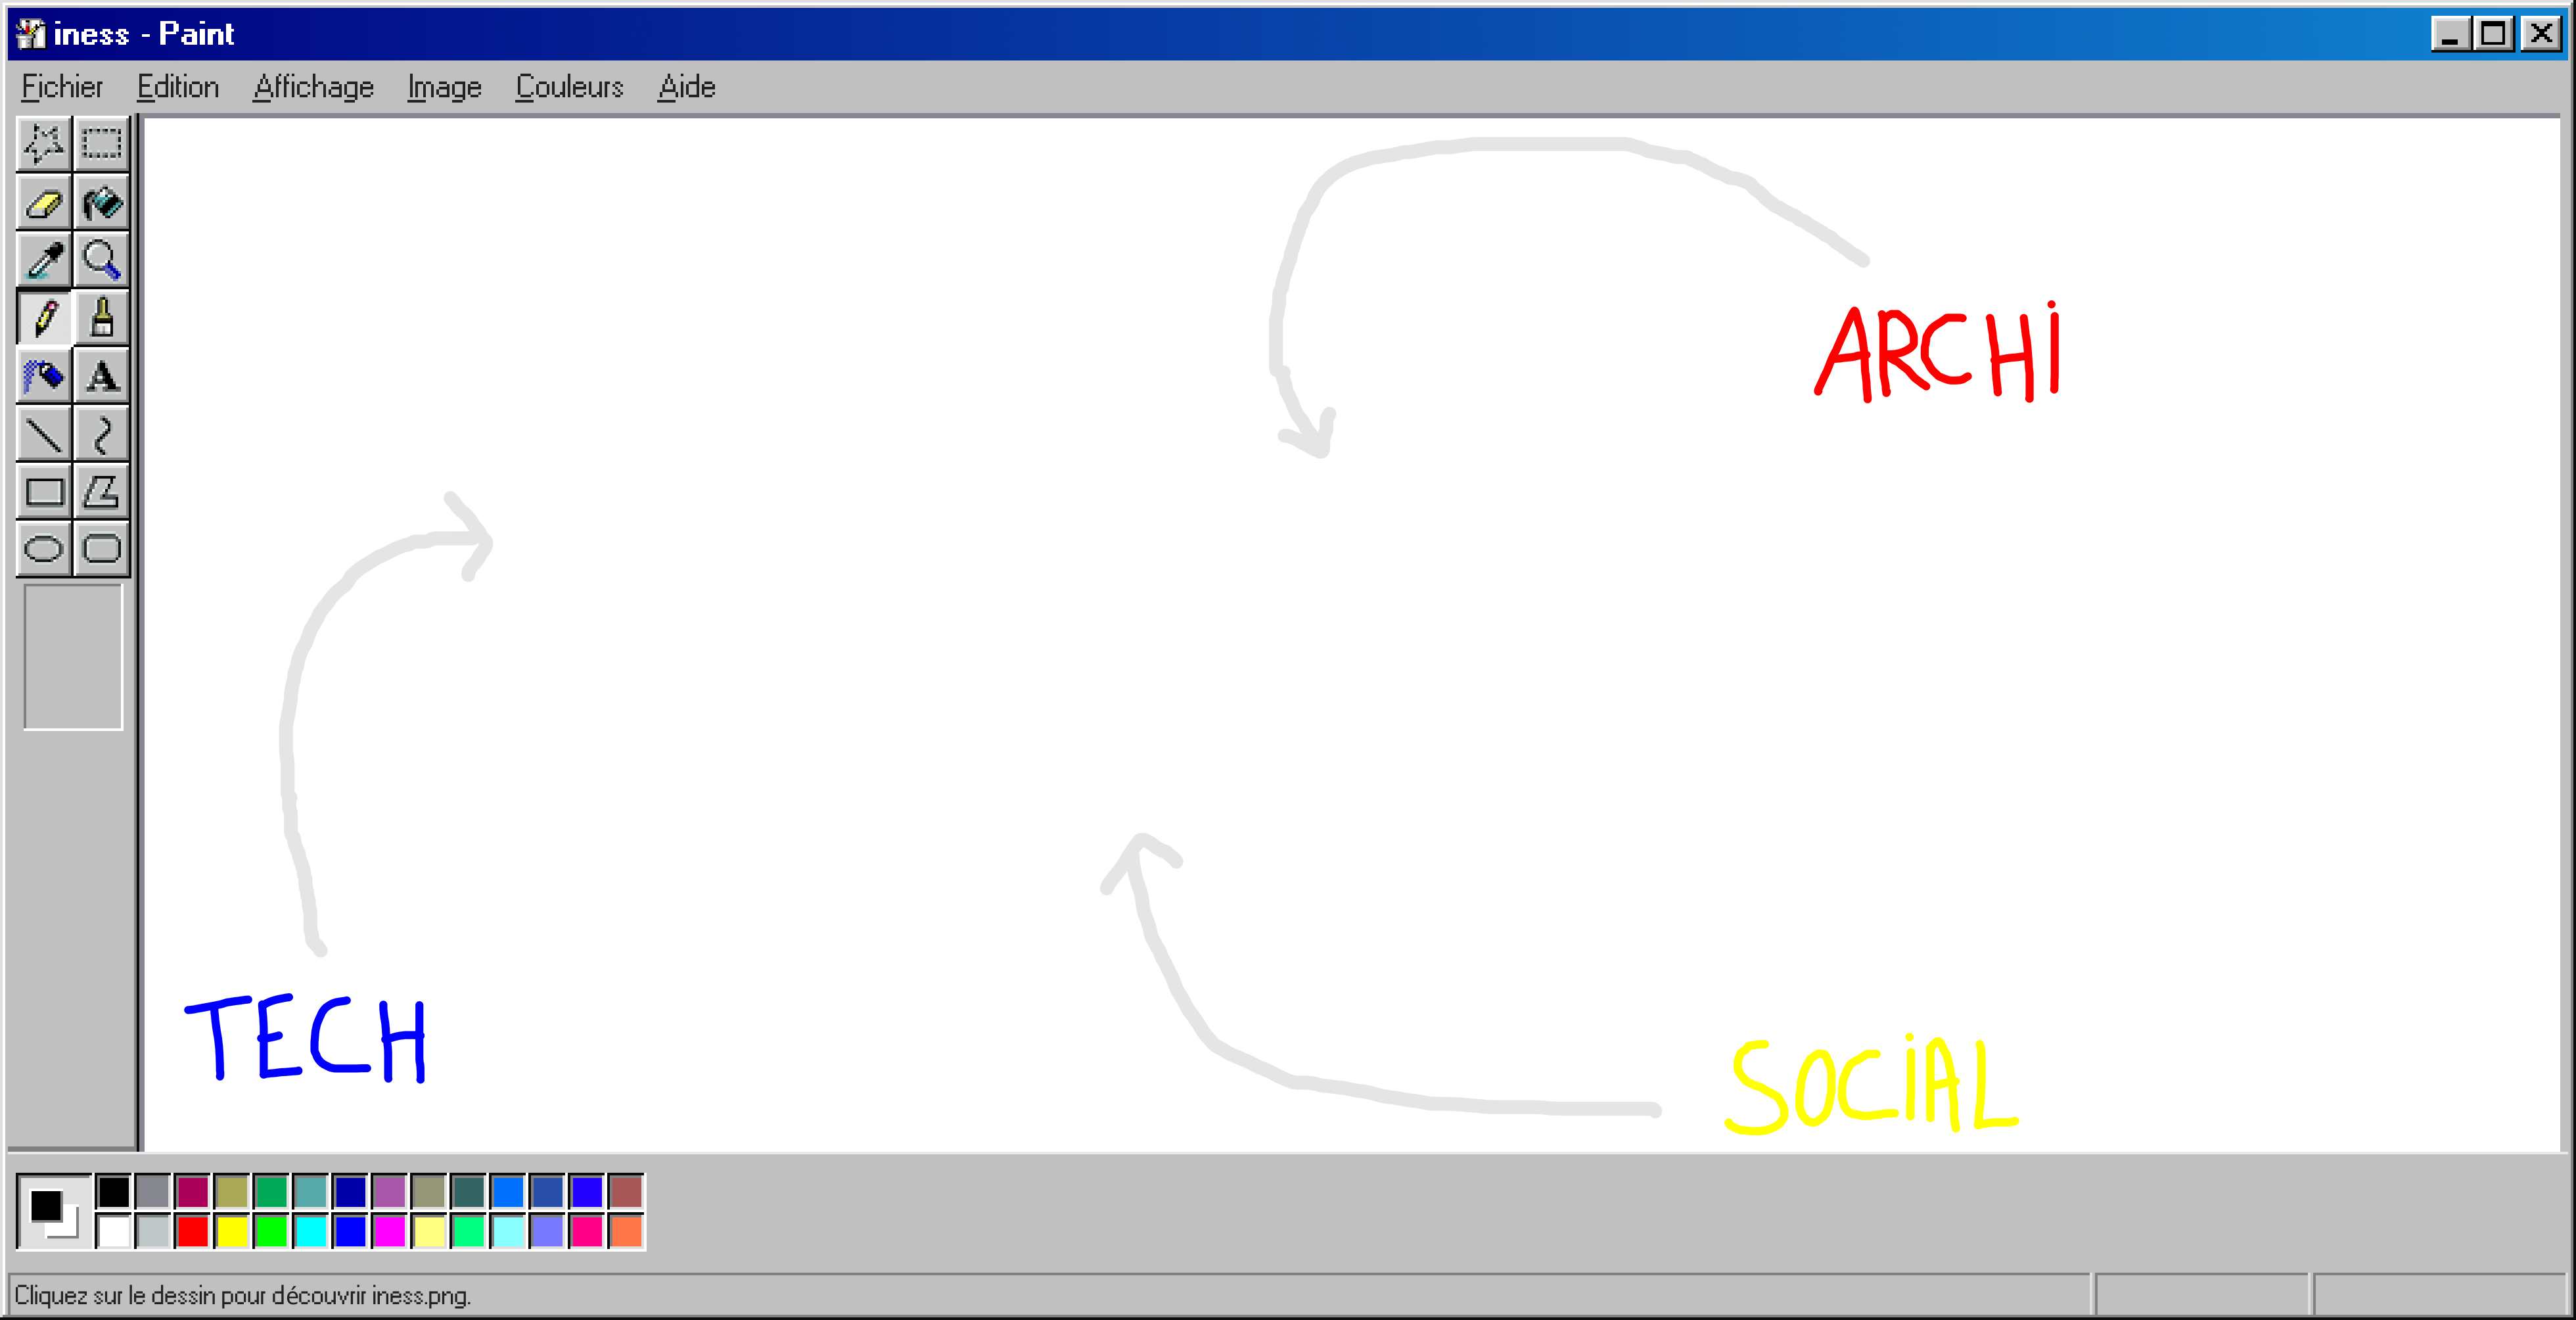 iness - Paint
Fichier Edition Affichage Image Couleurs Aide
ARCHI
TECH
SOCIAL
Cliquez sur le dessin pour découvrir iness.png.